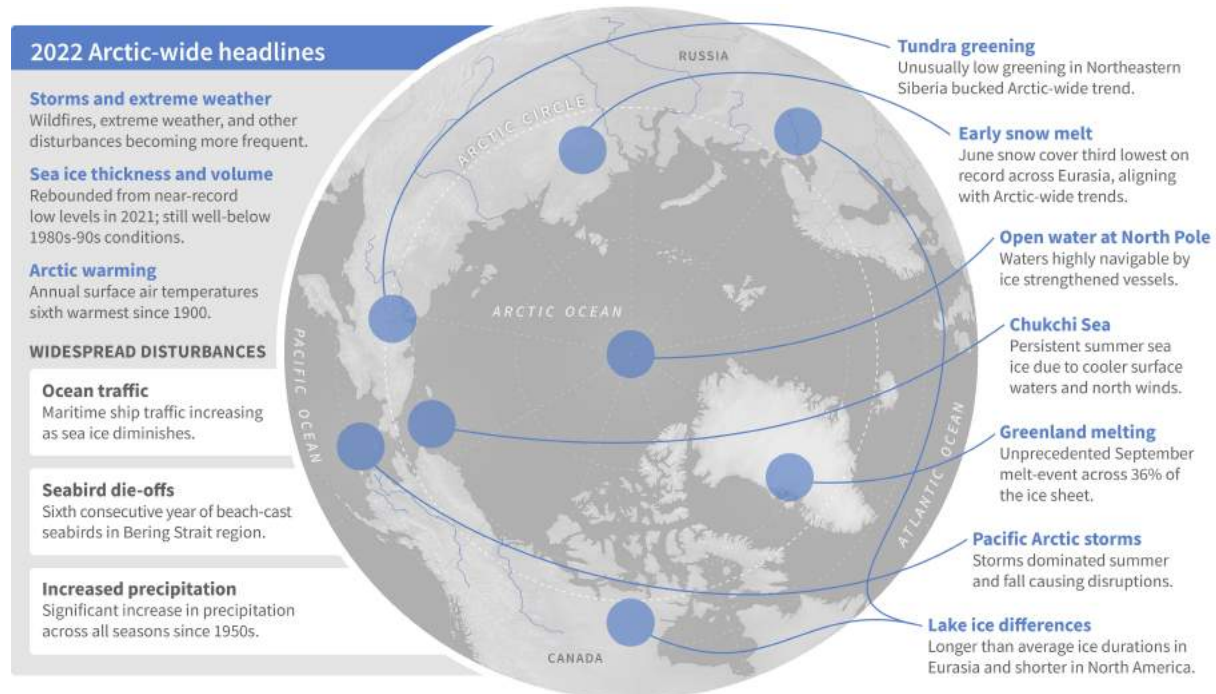 2022 Arctic-wide headlines
Storms and extreme weather
Wildfires, extreme weather, and other
disturbances becoming more frequent.
Sea ice thickness and volume
Rebounded from near-record
low levels in 2021; still well-below
1980s-90s conditions.
Arctic warming
Annual surface air temperatures
sixth warmest since 1900.
WIDESPREAD DISTURBANCES
Ocean traffic
Maritime ship traffic increasing
as sea ice diminishes.
Seabird die-offs
Sixth consecutive year of beach-cast
seabirds in Bering Strait region.
Increased precipitation
Significant increase in precipitation
across all seasons since 1950s.
RUSSIA
ARCTIC CIRCLE
ARCTIC OCEAN
PACIFIC OCEAN
ATLANTIC OCEAN
CANADA
Tundra greening
Unusually low greening in Northeastern
Siberia bucked Arctic-wide trend.
Early snow melt
June snow cover third lowest on
record across Eurasia, aligning
with Arctic-wide trends.
Open water at North Pole
Waters highly navigable by
ice strengthened vessels.
Chukchi Sea
Persistent summer sea
ice due to cooler surface
waters and north winds.
Greenland melting
Unprecedented September
melt-event across 36% of
the ice sheet.
Pacific Arctic storms
Storms dominated summer
and fall causing disruptions.
Lake ice differences
Longer than average ice durations in
Eurasia and shorter in North America.